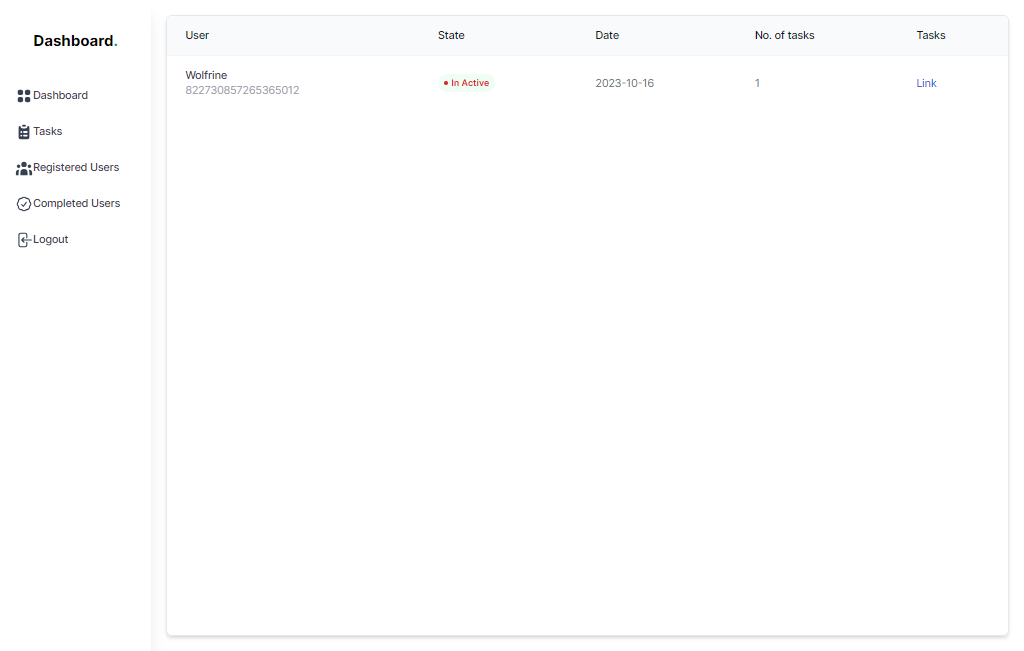 Dashboard.
Dashboard
Tasks
Registered Users
Completed Users
Logout
User State Date No. of tasks Tasks
Wolfrine
822730857265365012
In Active 2023-10-16 1 Link